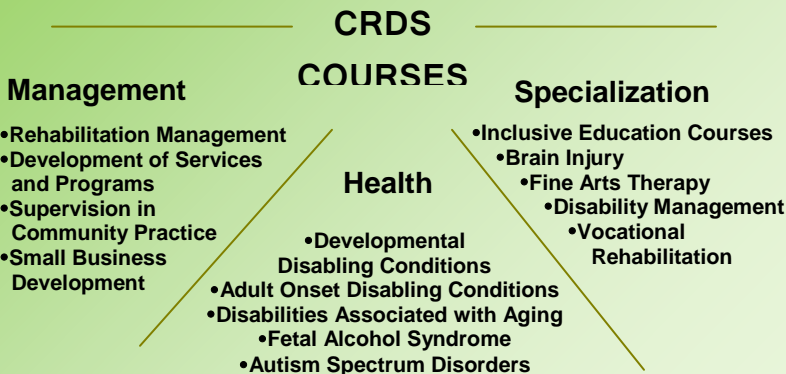 CRDS
COURSES
Management
•Rehabilitation Management
•Development of Services
and Programs
•Supervision in
Community Practice
•Small Business
Development
Health
•Developmental
Disabling Conditions
•Adult Onset Disabling Conditions
•Disabilities Associated with Aging
•Fetal Alcohol Syndrome
•Autism Spectrum Disorders
Specialization
•Inclusive Education Courses
•Brain Injury
•Fine Arts Therapy
•Disability Management
•Vocational
Rehabilitation